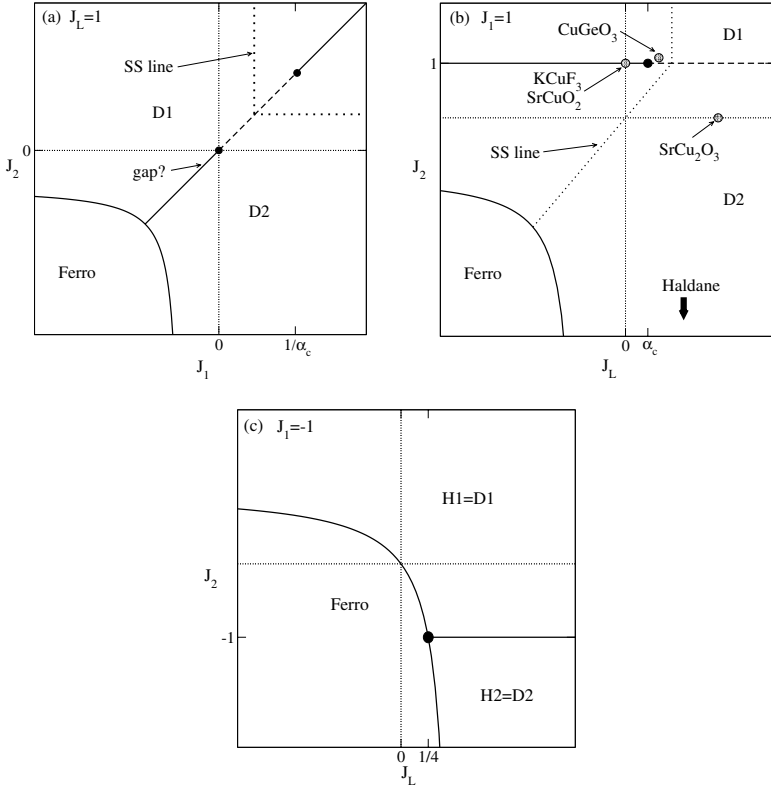 (a) J_L=1
SS line
D1
0
J_2
gap?
D2
Ferro
0
1/α_c
J_1
(b) J_1=1
CuGeO_3
D1
1
KCuF_3
SrCuO_2
SrCu_2O_3
SS line
J_2
D2
Ferro
Haldane
0
α_c
J_L
(c) J_1=-1
H1=D1
J_2
Ferro
-1
H2=D2
0
1/4
J_L